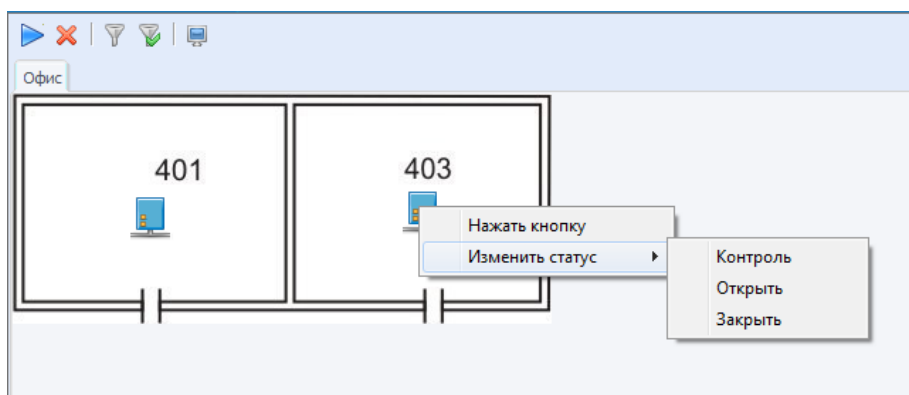 Офис
401
403
Нажать кнопку
Изменить статус
Контроль
Открыть
Закрыть